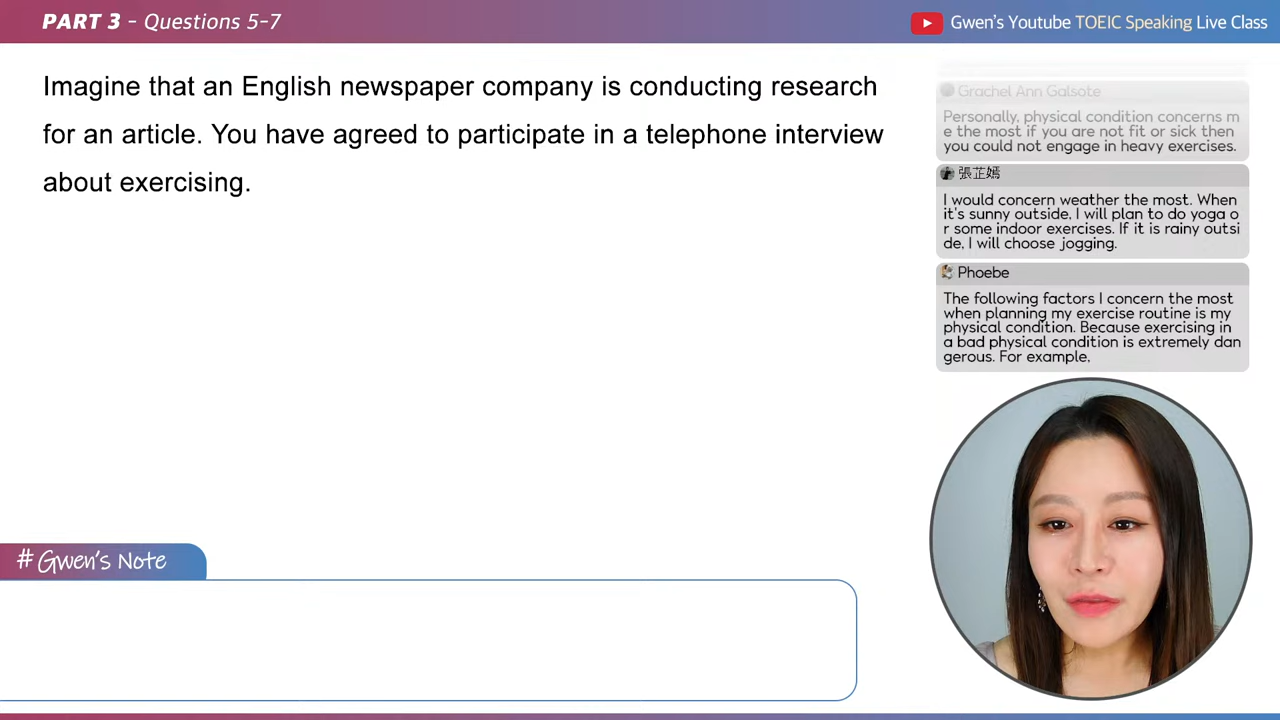 PART 3 - Questions 5-7
Gwen's Youtube TOEIC Speaking Live Class
Imagine that an English newspaper company is conducting research
for an article. You have agreed to participate in a telephone interview
about exercising.
Grachel Ann Galsote
Personally, physical condition concerns m
e the most if you are not fit or sick then
you could not engage in heavy exercises.
張芷嫣
I would concern weather the most. When
it's sunny outside, I will plan to do yoga o
r some indoor exercises. If it is rainy outsi
de, I will choose jogging.
Phoebe
The following factors I concern the most
when planning my exercise routine is my
physical condition. Because exercising in
a bad physical condition is extremely dan
gerous. For example,
# Gwen's Note